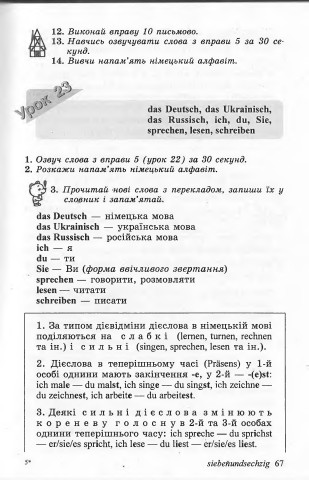 12. Виконай вправу 10 письмово.
13. Навчись озвучувати слова з вправи 5 за 30 се-
кунд.
14. Вивчи напам'ять німецький алфавіт.
Урок 23
das Deutsch, das Ukrainisch,
das Russisch, ich, du, Sie,
sprechen, lesen, schreiben
1. Озвуч слова з вправи 5 (урок 22) за 30 секунд.
2. Розкажи напам'ять німецький алфавіт.
3. Прочитай нові слова з перекладом, запиши їх у
словник і запам'ятай.
das Deutsch — німецька мова
das Ukrainisch — українська мова
das Russisch — російська мова
ich — я
du — ти
Sie — Ви (форма ввічливого звертання)
sprechen — говорити, розмовляти
lesen — читати
schreiben — писати
1. За типом дієвідміни дієслова в німецькій мові
поділяються на слабкі (lernen, turnen, rechnen
та ін.) і сильні (singen, sprechen, lesen та ін.).
2. Дієслова в теперішньому часі (Präsens) у 1-й
особі однини мають закінчення -e, у 2-й — -(e)st:
ich male — du malst, ich singe — du singst, ich zeichne —
du zeichnest, ich arbeite — du arbeitest.
3. Деякі сильні дієслова змінюють
кореневу голосну в 2-й та 3-й особах
однини теперішнього часу: ich spreche — du sprichst
— er/sie/es spricht, ich lese — du liest — er/sie/es liest.
5* siebenundsechzig 67